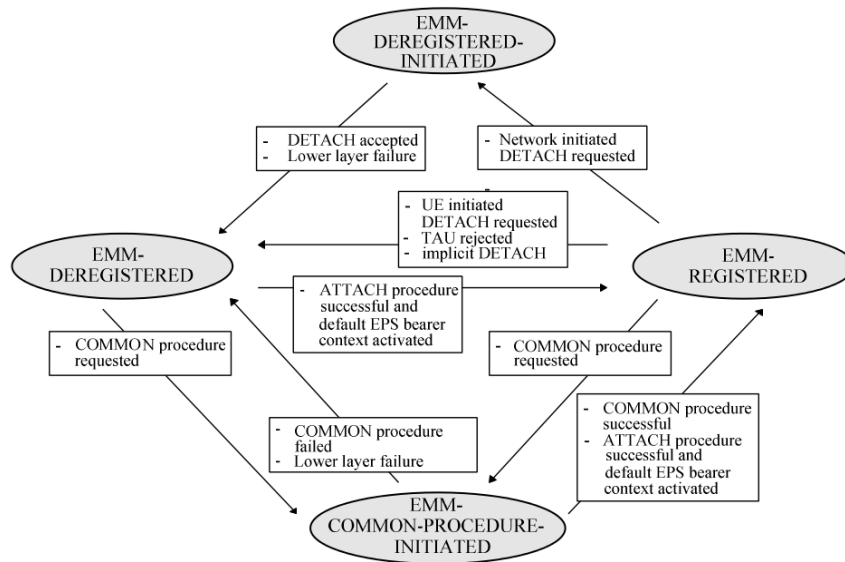 EMM-
DEREGISTERED-
INITIATED
- DETACH accepted
- Lower layer failure
- Network initiated
DETACH requested
- UE initiated
DETACH requested
- TAU rejected
- implicit DETACH
EMM-
DEREGISTERED
EMM-
REGISTERED
- ATTACH procedure
successful and
default EPS bearer
context activated
- COMMON procedure
requested
- COMMON procedure
requested
- COMMON procedure
failed
- Lower layer failure
- COMMON procedure
successful
- ATTACH procedure
successful and
default EPS bearer
context activated
EMM-
COMMON-PROCEDURE-
INITIATED